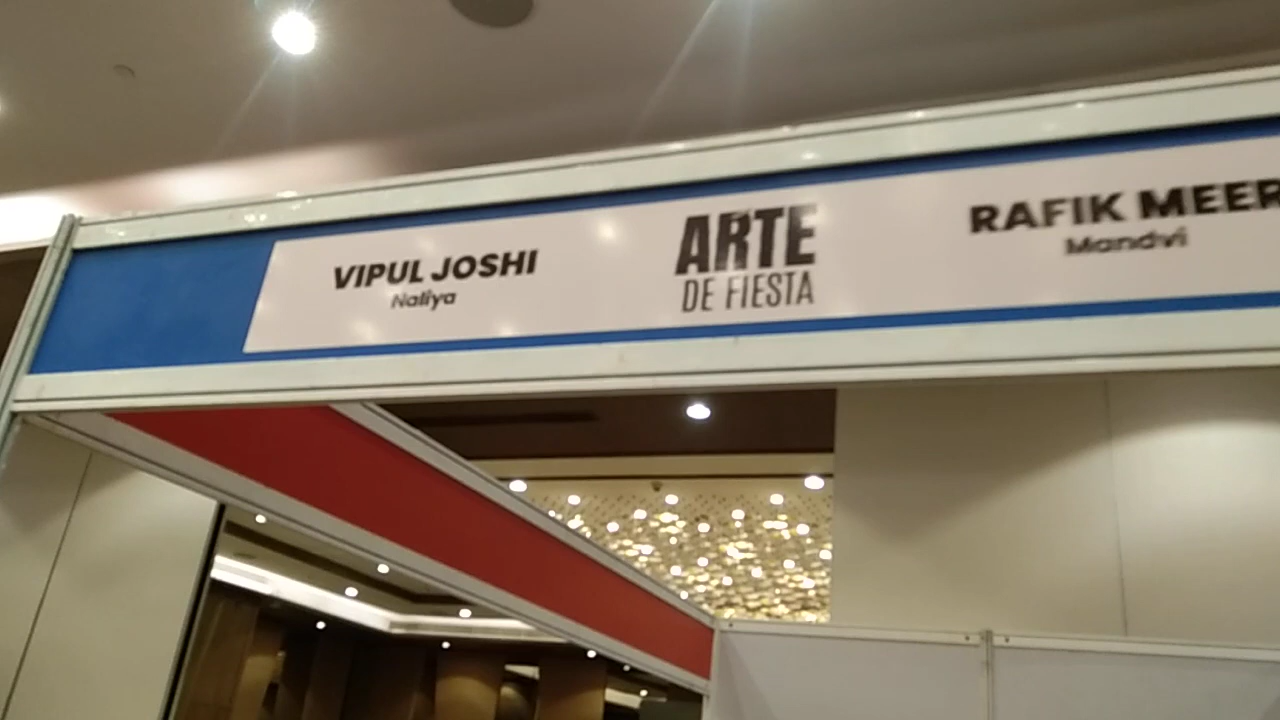 VIPUL JOSHI
Naliya
ARTE
DE FIESTA
RAFIK MEER
Mandvi